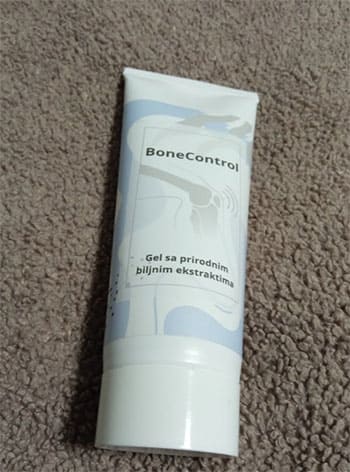 BoneControl
Gel sa prirodnim
biljnim ekstraktima